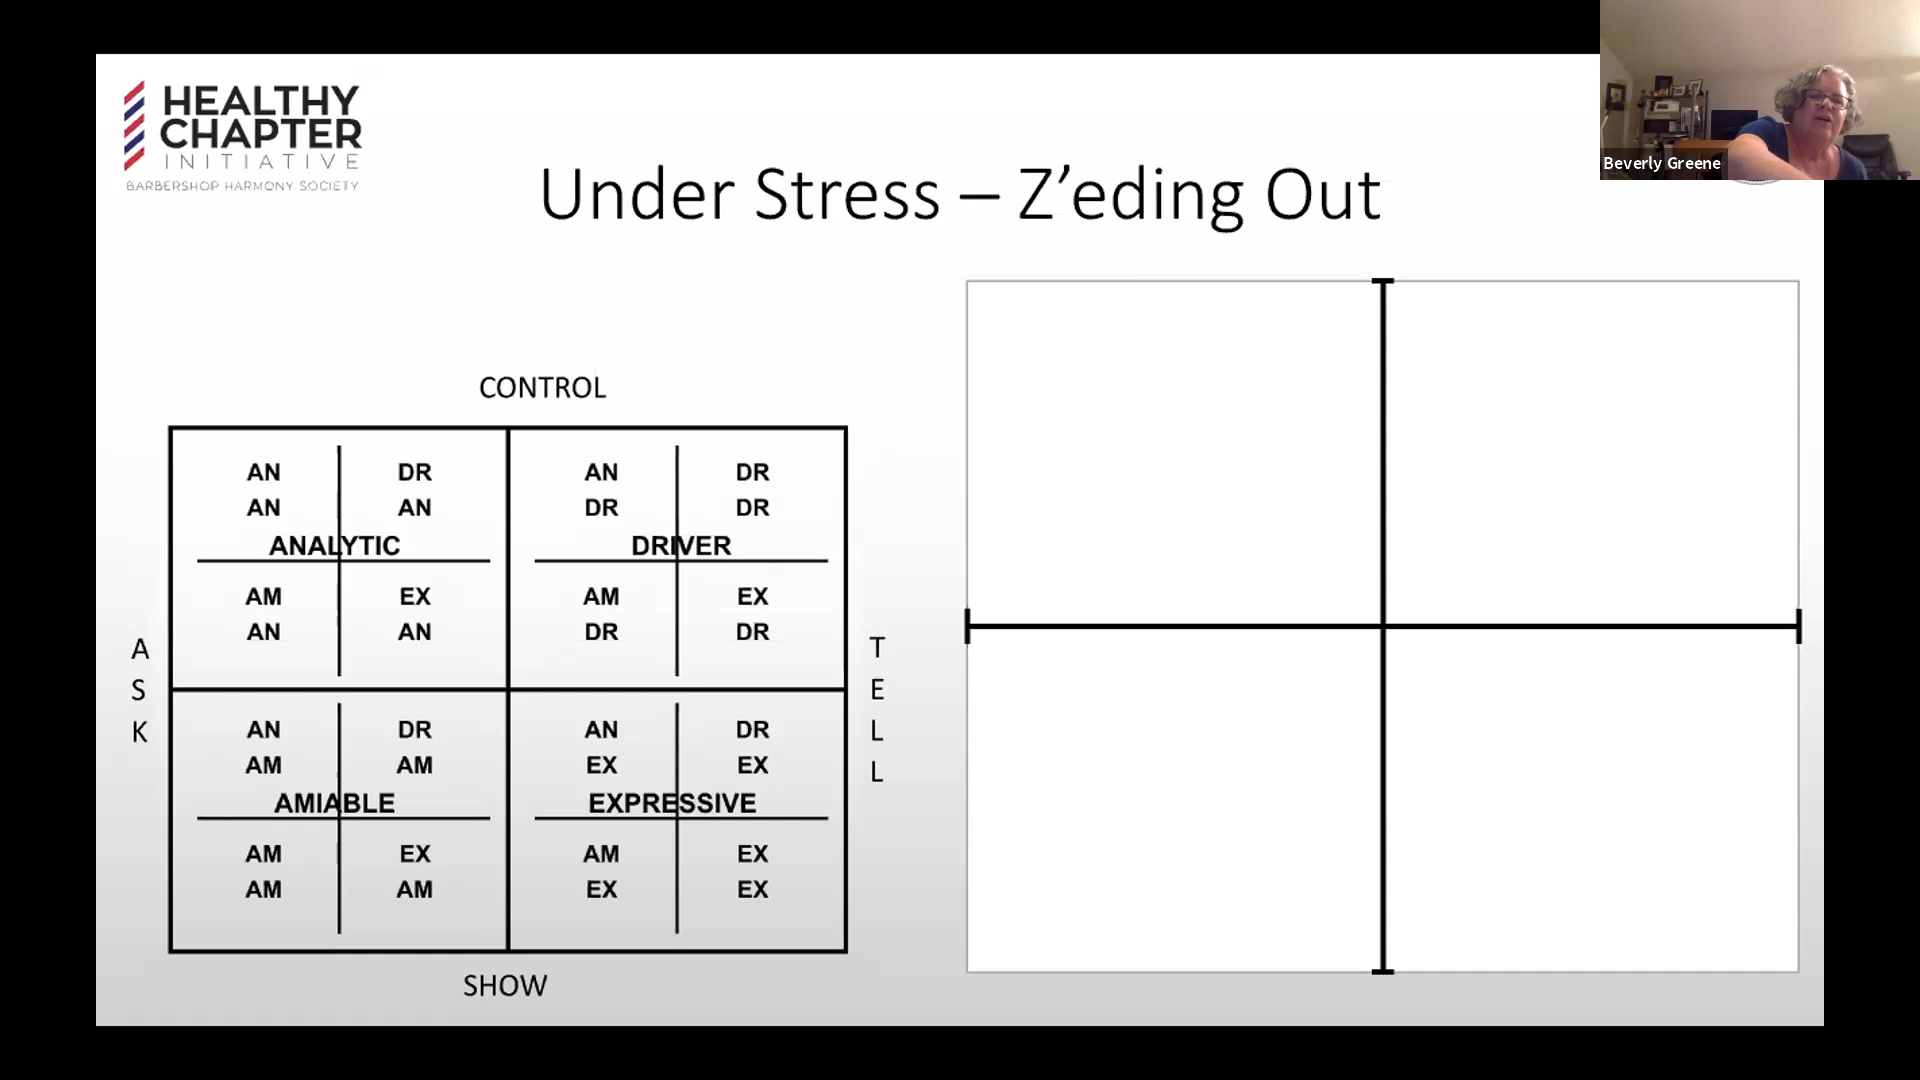 HEALTHY
CHAPTER
INITIATIVE
BARBERSHOP HARMONY SOCIETY
Beverly Greene
Under Stress – Z’eding Out
CONTROL
AN DR AN DR
AN AN DR DR
ANALYTIC DRIVER
AM EX AM EX
AN AN DR DR
ASK
TELL
AN DR AN DR
AM AM EX EX
AMIABLE EXPRESSIVE
AM EX AM EX
AM AM EX EX
SHOW